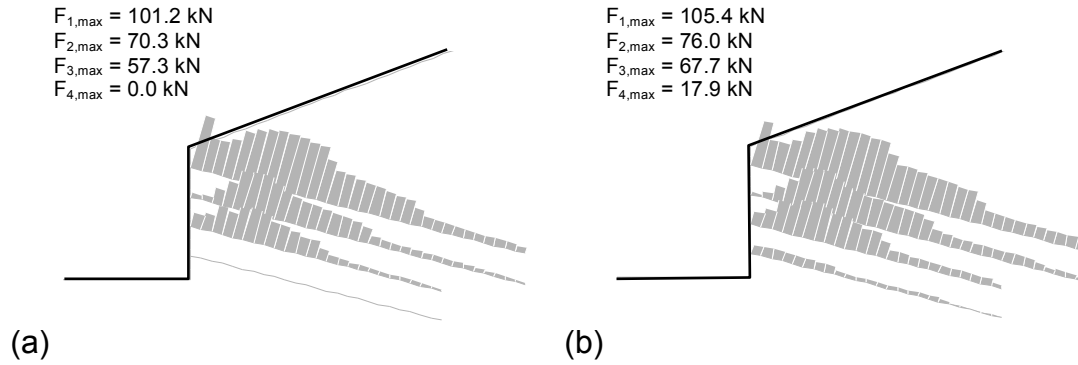 F1,max = 101.2 kN
F2,max = 70.3 kN
F3,max = 57.3 kN
F4,max = 0.0 kN
(a)
F1,max = 105.4 kN
F2,max = 76.0 kN
F3,max = 67.7 kN
F4,max = 17.9 kN
(b)